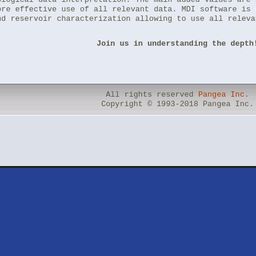 ological data interpretation. The main added values are
ore effective use of all relevant data. MDI software is
nd reservoir characterization allowing to use all releva
Join us in understanding the depth!
All rights reserved Pangea Inc.
Copyright © 1993-2018 Pangea Inc.